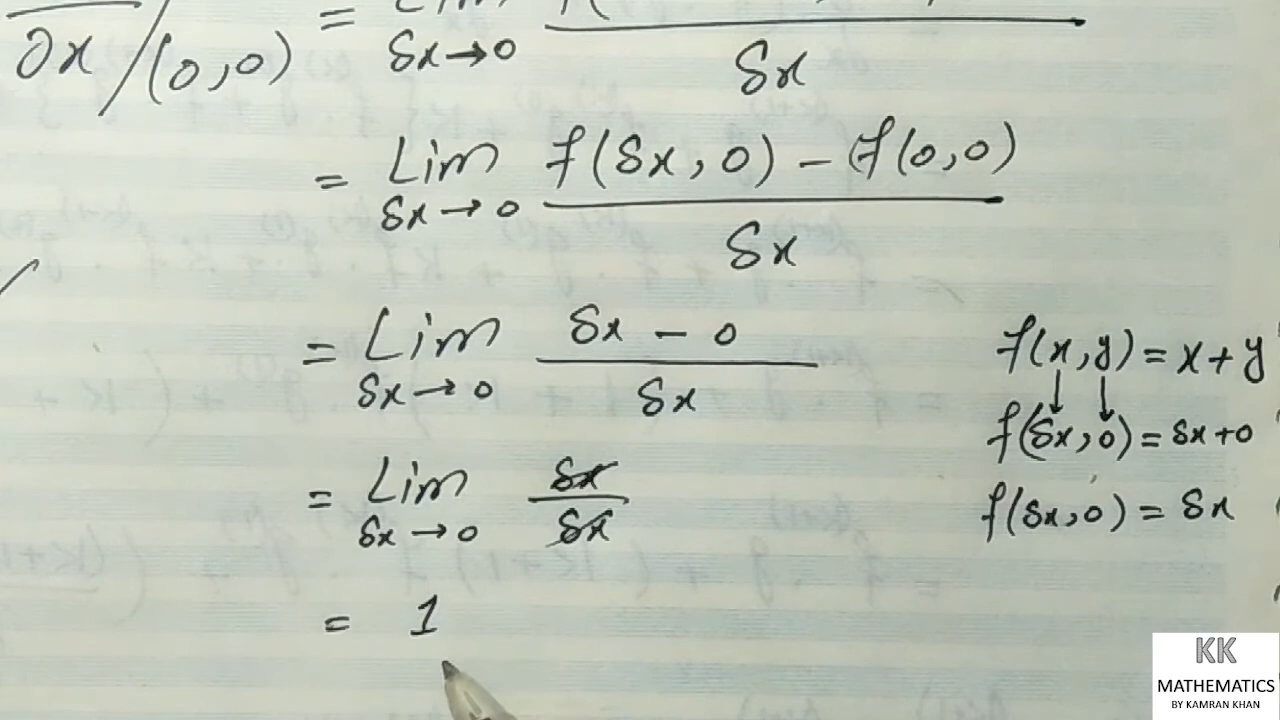 ∂x /(0,0) = Lim δx→0 / δx
= Lim δx→0 f(δx,0) - f(0,0) / δx
= Lim δx→0 δx - 0 / δx
f(x,y) = x+y
f(δx,0) = δx+0
= Lim δx→0 δx / δx
f(δx,0) = δx
= 1
KK
MATHEMATICS
BY KAMRAN KHAN